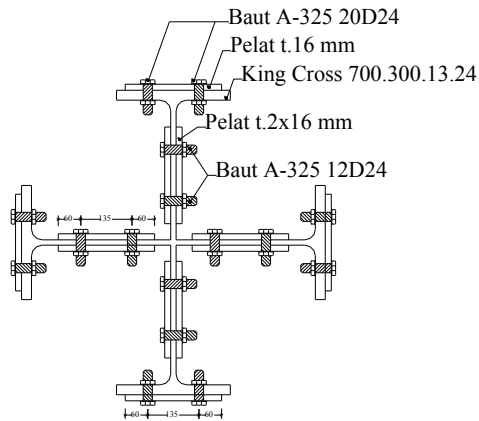 Baut A-325 20D24
Pelat t.16 mm
King Cross 700.300.13.24
Pelat t.2x16 mm
Baut A-325 12D24
60 135 60
60 135 60